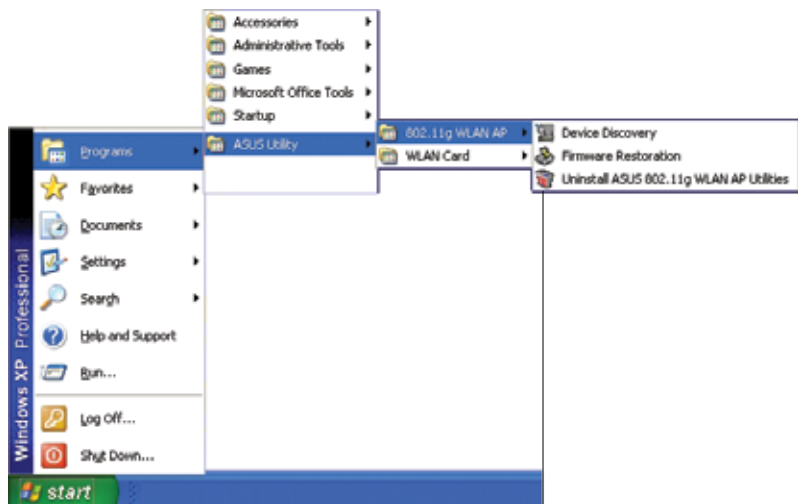 Accessories
Administrative Tools
Games
Microsoft Office Tools
Startup
ASUS Utility
802.11g WLAN AP
WLAN Card
Device Discovery
Firmware Restoration
Uninstall ASUS 802.11g WLAN AP Utilities
Programs
Favorites
Documents
Settings
Search
Help and Support
Run...
Log Off...
Shut Down...
Windows XP Professional
start